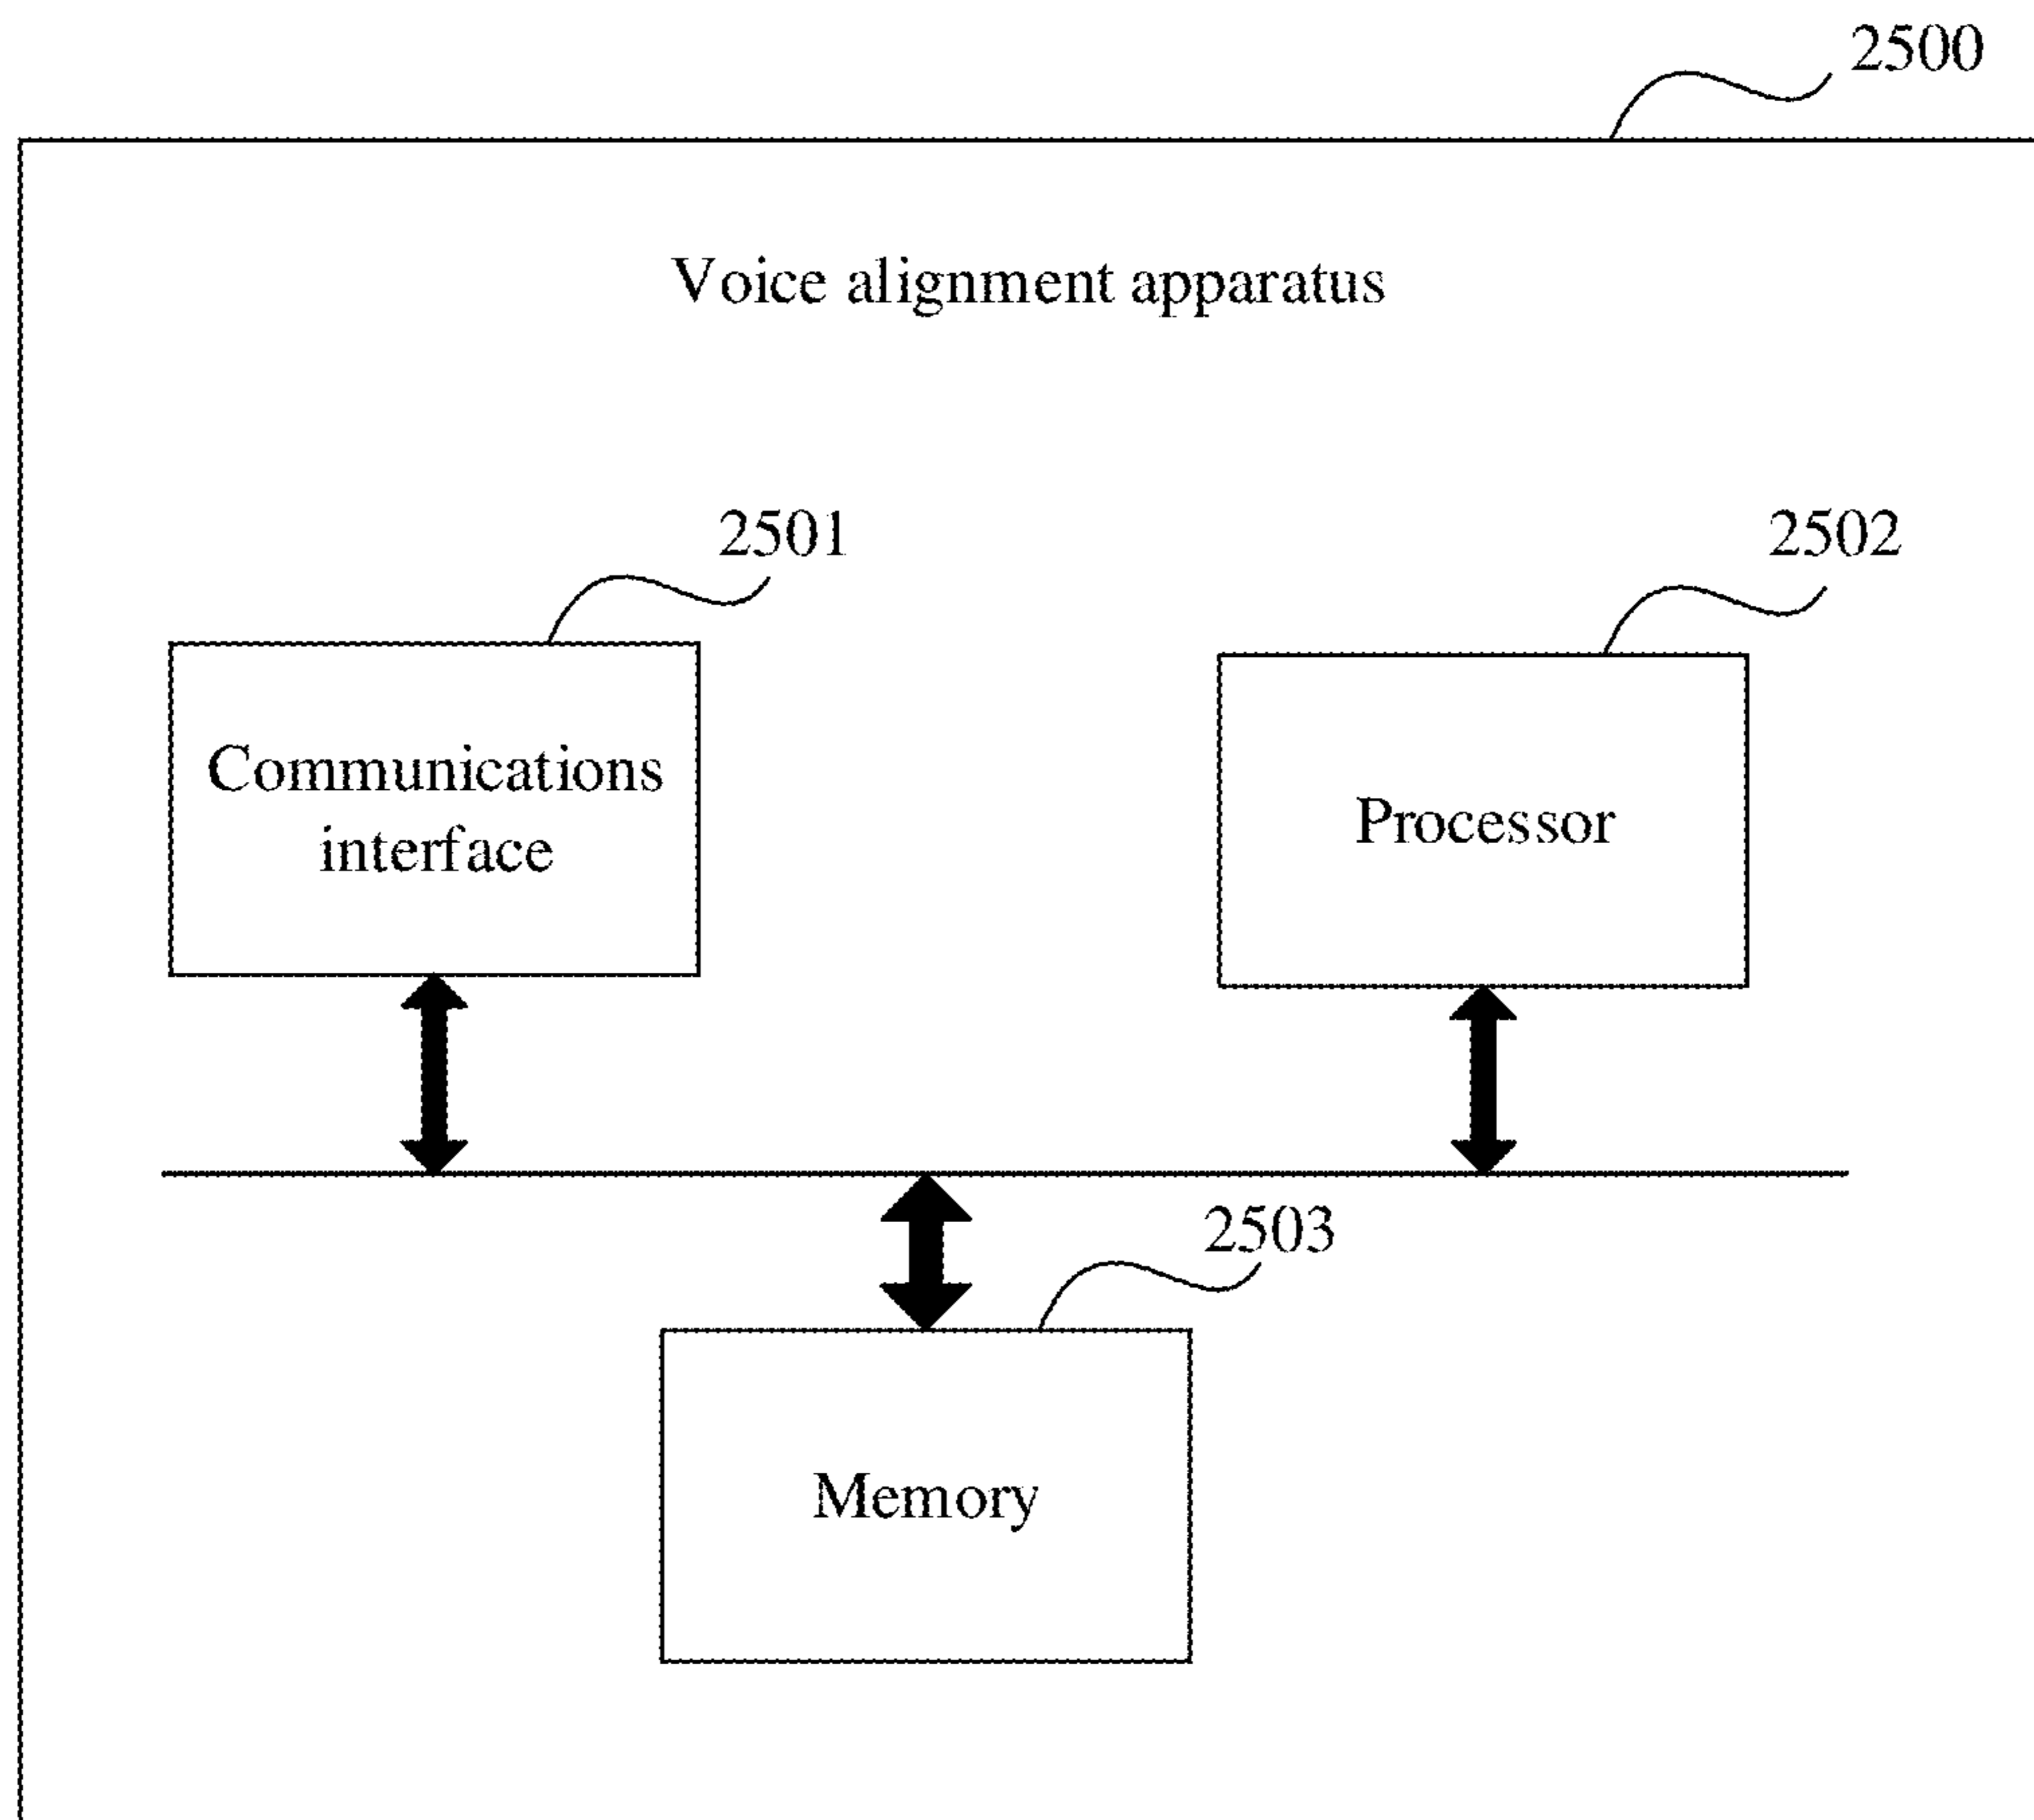 2500
Voice alignment apparatus
2501
2502
Communications
interface
Processor
2503
Memory